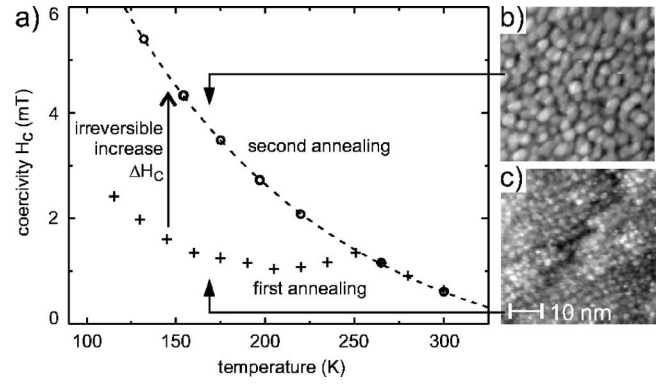 a)
coercivity H_C (mT)
6
4
2
0
irreversible
increase
ΔH_C
second annealing
first annealing
100
150
200
250
300
temperature (K)
b)
c)
10 nm